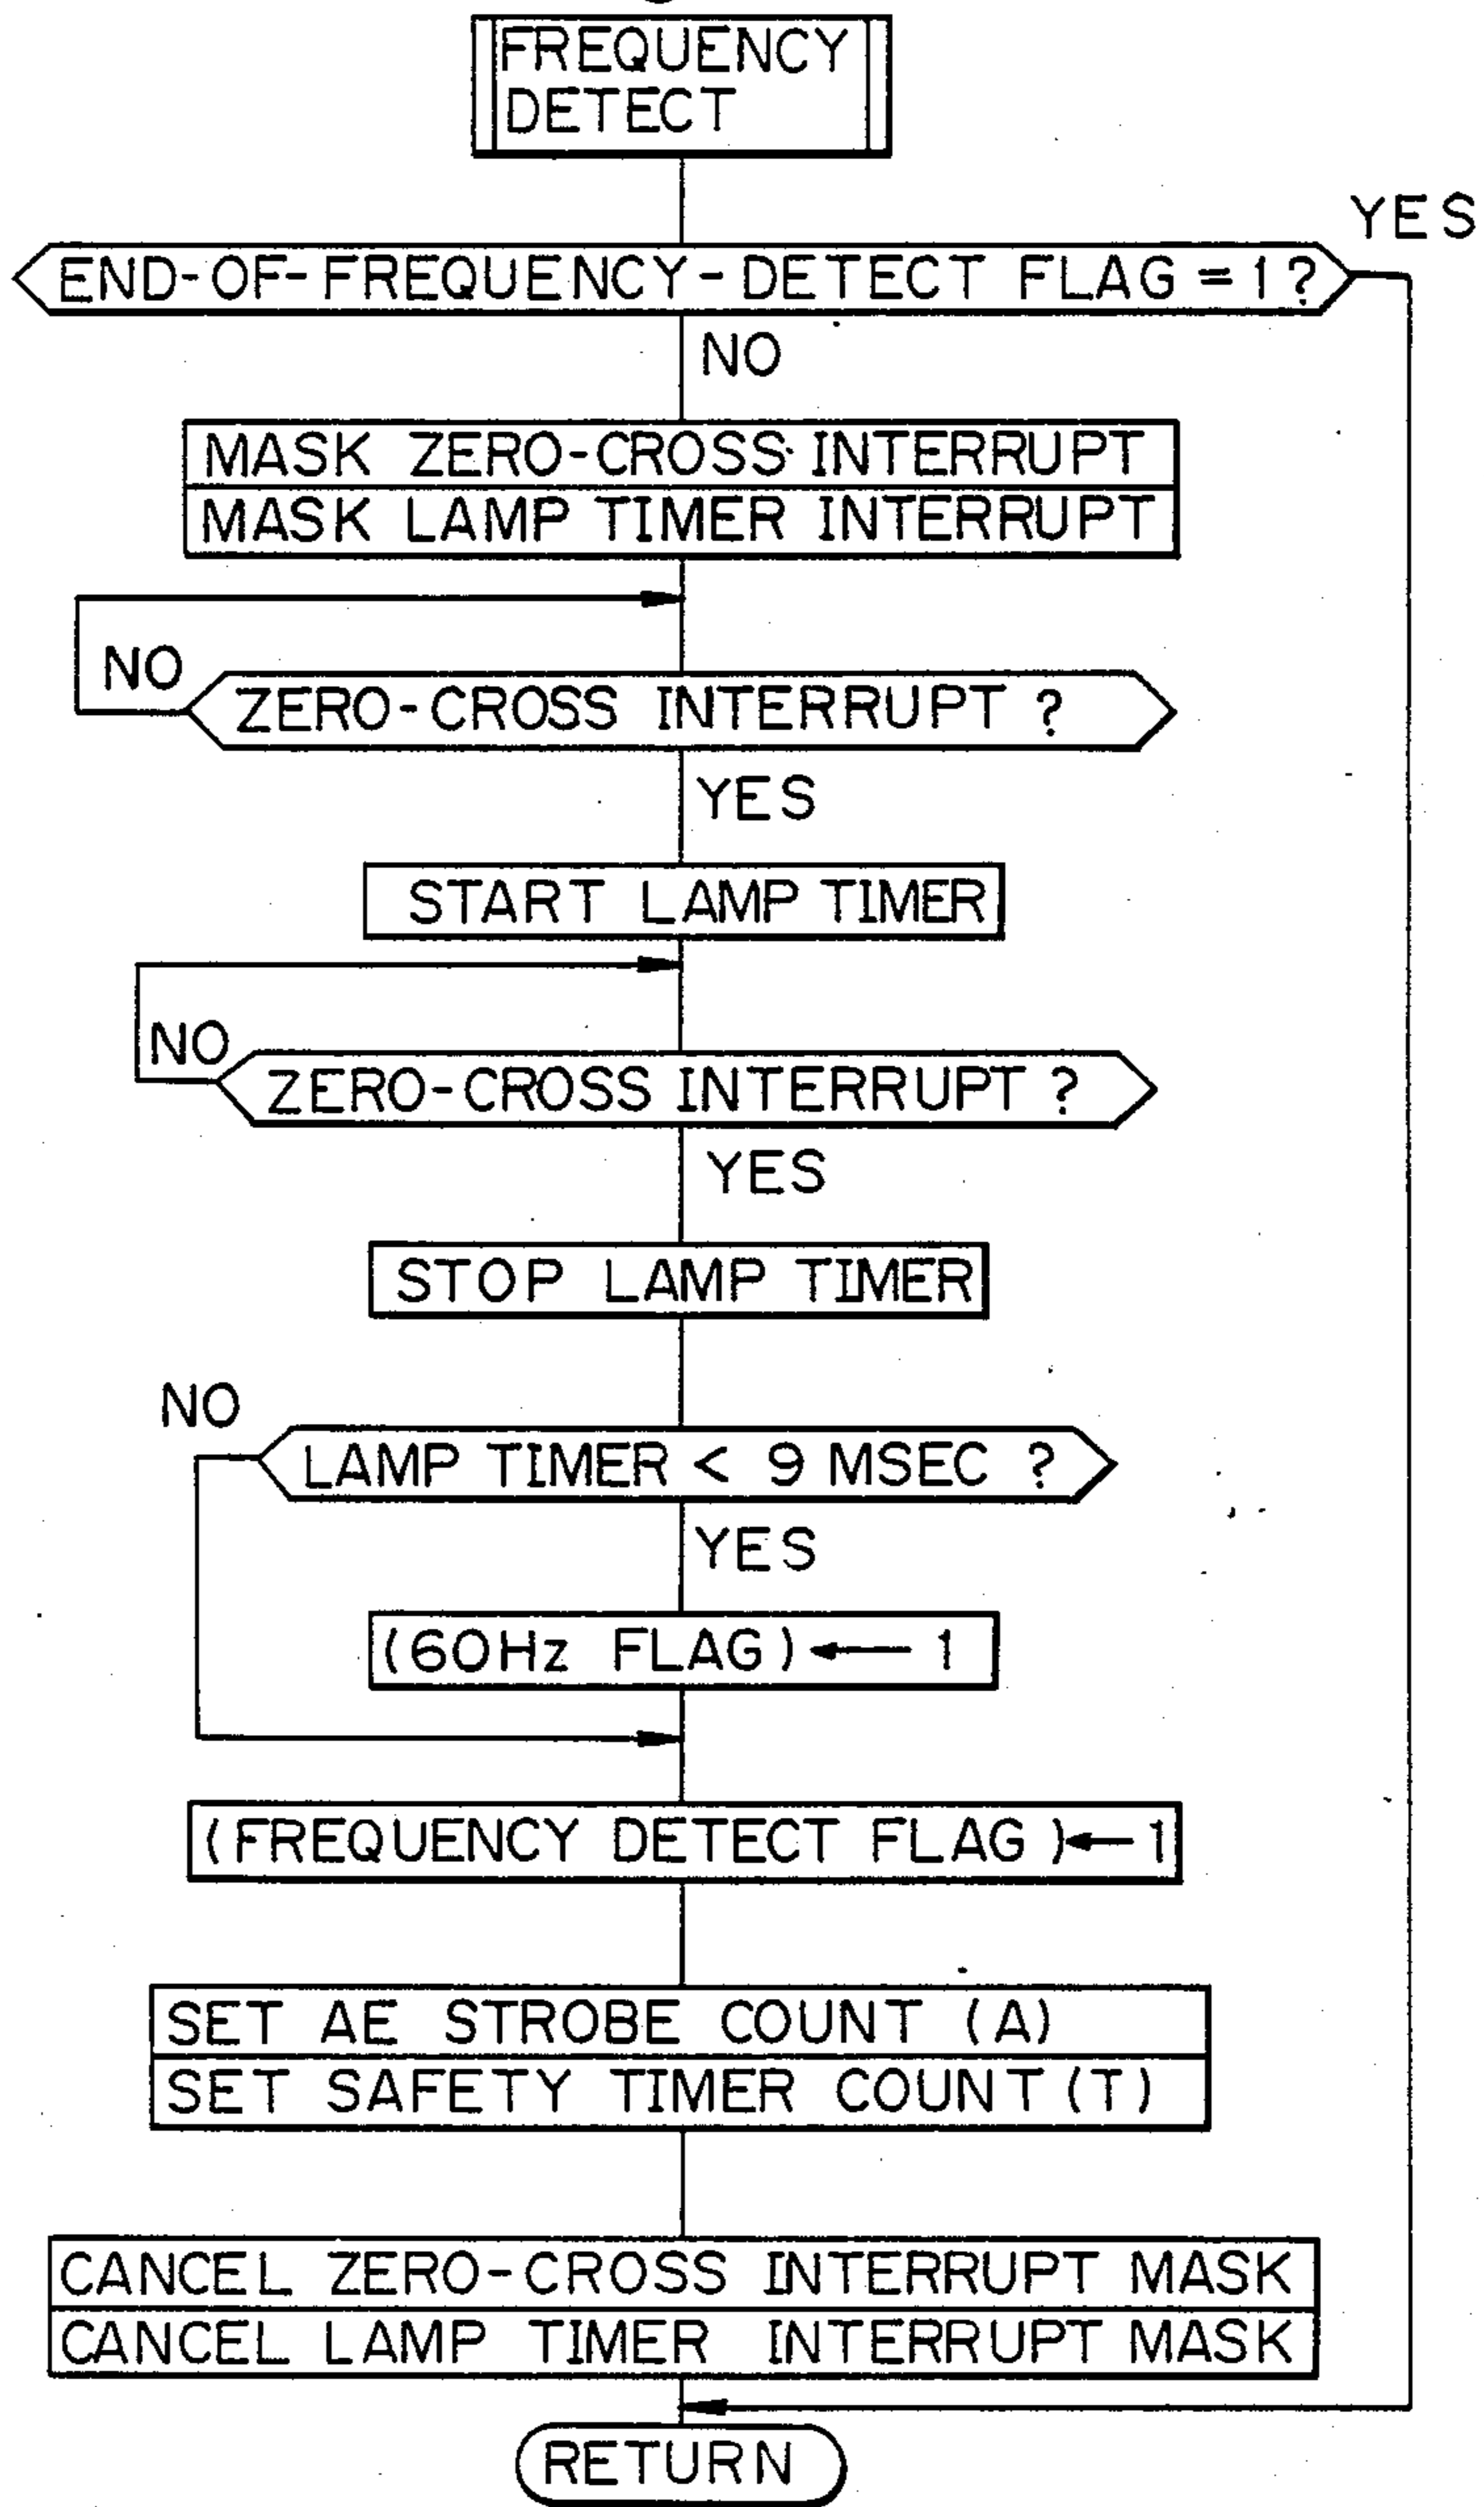 FREQUENCY
DETECT
YES
END-OF-FREQUENCY-DETECT FLAG = 1 ?
NO
MASK ZERO-CROSS INTERRUPT
MASK LAMP TIMER INTERRUPT
NO
ZERO-CROSS INTERRUPT ?
YES
START LAMP TIMER
NO
ZERO-CROSS INTERRUPT ?
YES
STOP LAMP TIMER
NO
LAMP TIMER < 9 MSEC ?
YES
(60Hz FLAG) ← 1
(FREQUENCY DETECT FLAG) ← 1
SET AE STROBE COUNT (A)
SET SAFETY TIMER COUNT (T)
CANCEL ZERO-CROSS INTERRUPT MASK
CANCEL LAMP TIMER INTERRUPT MASK
RETURN